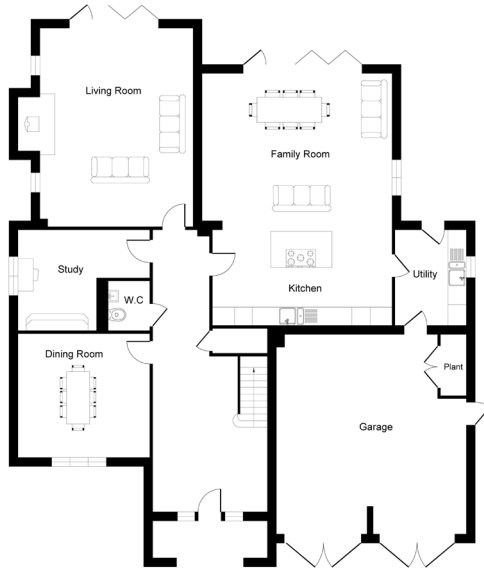 Living Room
Family Room
Study
Kitchen
Utility
W.C
Dining Room
Plant
Garage